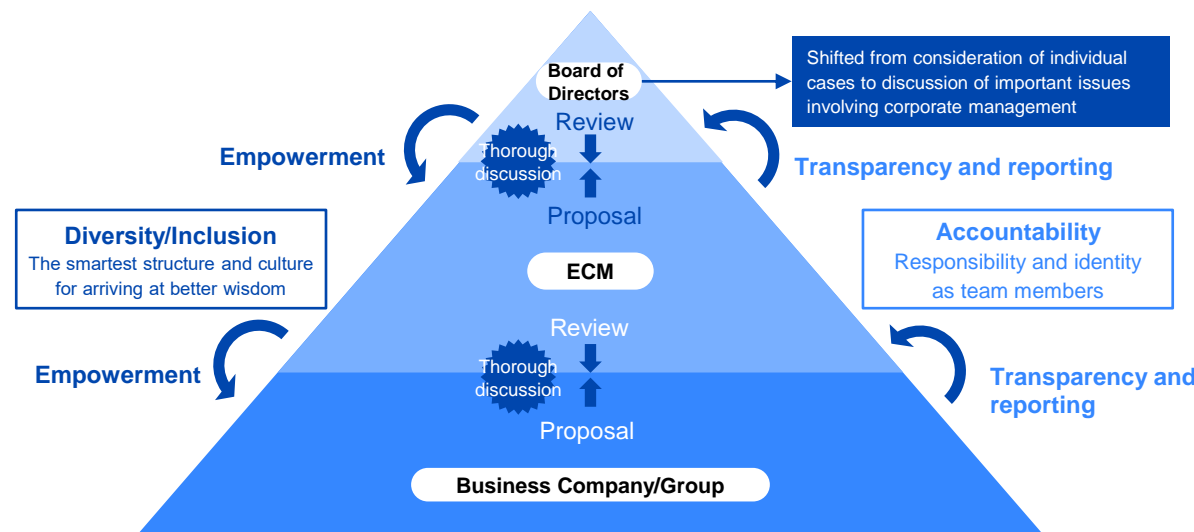 Board of
Directors
Shifted from consideration of individual
cases to discussion of important issues
involving corporate management
Review
Empowerment
Thorough
discussion
Transparency and reporting
Proposal
Diversity/Inclusion
The smartest structure and culture
for arriving at better wisdom
Accountability
Responsibility and identity
as team members
ECM
Review
Empowerment
Thorough
discussion
Transparency and
reporting
Proposal
Business Company/Group